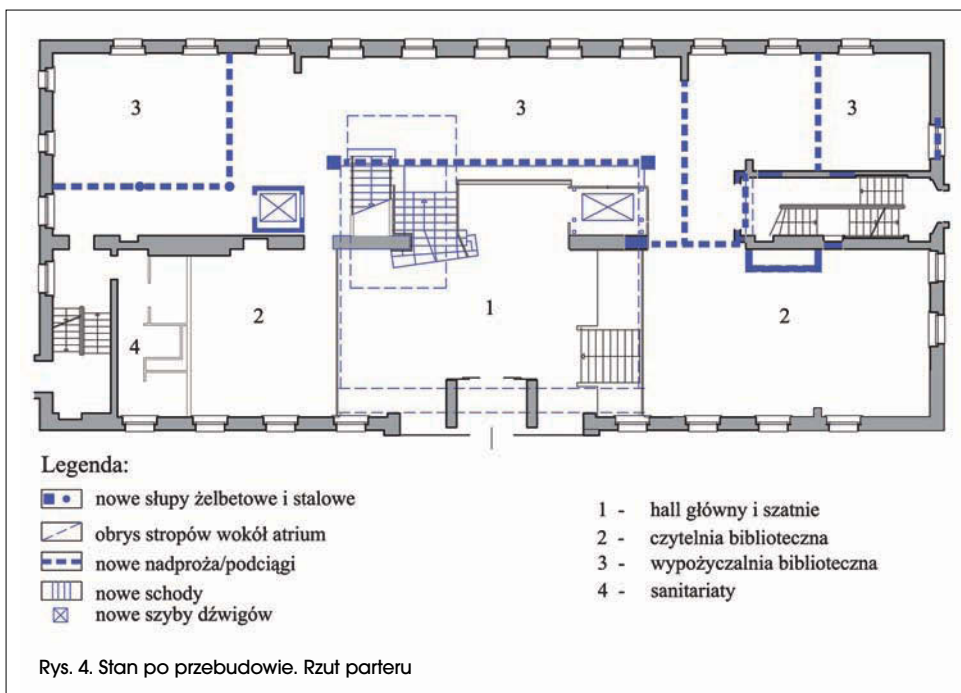 3
3
3
2
1
2
4
Legenda:
nowe słupy żelbetowe i stalowe
obrys stropów wokół atrium
nowe nadproża/podciągi
nowe schody
nowe szyby dźwigów
1 - hall główny i szatnie
2 - czytelnia biblioteczna
3 - wypożyczalnia biblioteczna
4 - sanitariaty
Rys. 4. Stan po przebudowie. Rzut parteru